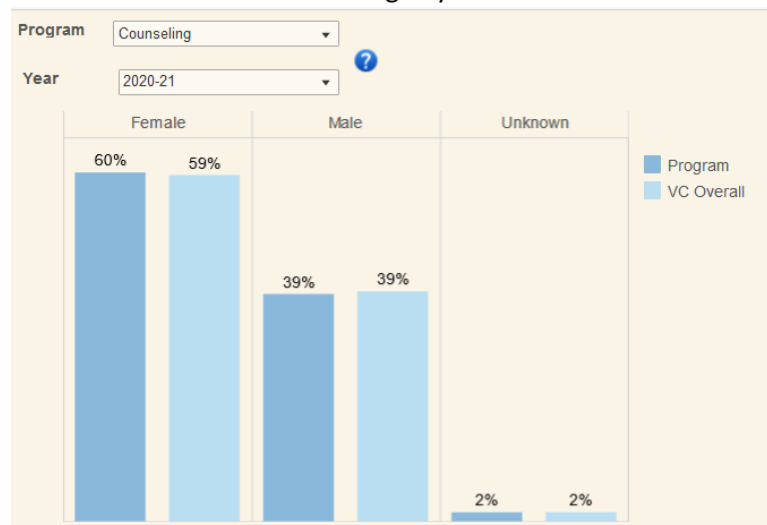 Program Counseling
?
Year 2020-21
Female Male Unknown
60% 59% 39% 39% 2% 2%
Program
VC Overall